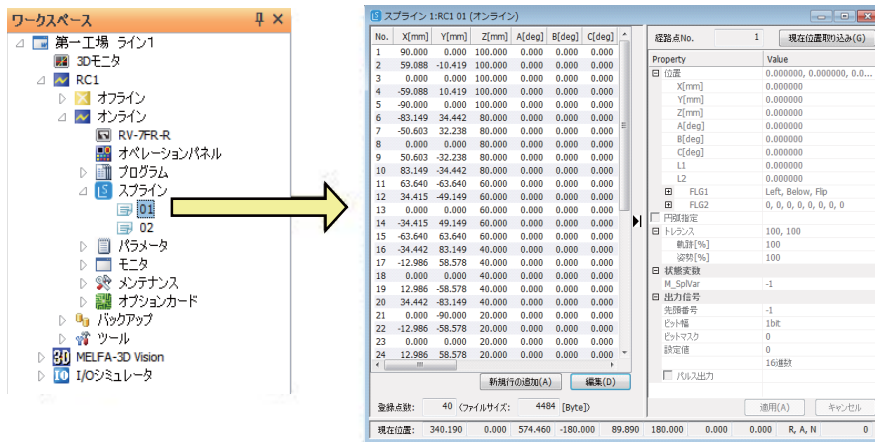 ワークスペース
第一工場 ライン1
3Dモニタ
RC1
オフライン
オンライン
RV-7FR-R
オペレーションパネル
プログラム
スプライン
01
02
パラメータ
モニタ
メンテナンス
オプションカード
バックアップ
ツール
MELFA-3D Vision
I/Oシミュレータ
スプライン 1:RC1 01 (オンライン)
No. X[mm] Y[mm] Z[mm] A[deg] B[deg] C[deg]
1 90.000 0.000 100.000 0.000 0.000 0.000
2 59.088 -10.419 100.000 0.000 0.000 0.000
3 0.000 0.000 100.000 0.000 0.000 0.000
4 -59.088 10.419 100.000 0.000 0.000 0.000
5 -90.000 0.000 100.000 0.000 0.000 0.000
6 -83.149 34.442 80.000 0.000 0.000 0.000
7 -50.603 32.238 80.000 0.000 0.000 0.000
8 0.000 0.000 80.000 0.000 0.000 0.000
9 50.603 -32.238 80.000 0.000 0.000 0.000
10 83.149 -34.442 80.000 0.000 0.000 0.000
11 63.640 -63.640 60.000 0.000 0.000 0.000
12 34.415 -49.149 60.000 0.000 0.000 0.000
13 0.000 0.000 60.000 0.000 0.000 0.000
14 -34.415 49.149 60.000 0.000 0.000 0.000
15 -63.640 63.640 60.000 0.000 0.000 0.000
16 -34.442 83.149 40.000 0.000 0.000 0.000
17 -12.986 58.578 40.000 0.000 0.000 0.000
18 0.000 0.000 40.000 0.000 0.000 0.000
19 12.986 -58.578 40.000 0.000 0.000 0.000
20 34.442 -83.149 40.000 0.000 0.000 0.000
21 0.000 -90.000 20.000 0.000 0.000 0.000
22 -12.986 -58.578 20.000 0.000 0.000 0.000
23 0.000 0.000 20.000 0.000 0.000 0.000
24 12.986 58.578 20.000 0.000 0.000 0.000
新規行の追加(A) 編集(D)
登録点数: 40 (ファイルサイズ: 4484 [Byte])
経路点No. 1 現在位置取り込み(G)
Property Value
位置 0.000000, 0.000000, 0.0...
X[mm] 0.000000
Y[mm] 0.000000
Z[mm] 0.000000
A[deg] 0.000000
B[deg] 0.000000
C[deg] 0.000000
L1 0.000000
L2 0.000000
FLG1 Left, Below, Flip
FLG2 0, 0, 0, 0, 0, 0, 0, 0
円弧指定
トレランス 100, 100
軌跡[%] 100
姿勢[%] 100
状態変数
M_SplVar -1
出力信号
先頭番号 -1
ビット幅 1bit
ビットマスク 0
設定値 0
16進数
パルス出力
適用(A) キャンセル
現在位置: 340.190 0.000 574.460 -180.000 89.890 180.000 0.000 0.000 R, A, N 0